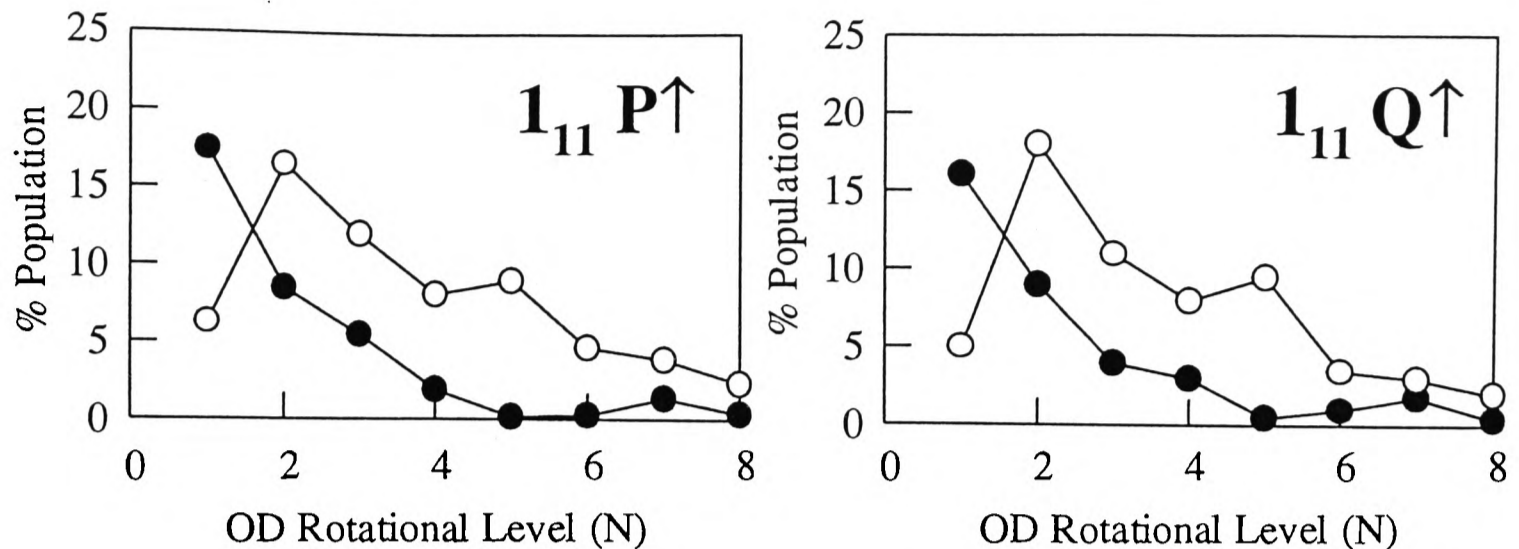 25
20
15
10
5
0
% Population
1₁₁ P↑
0 2 4 6 8
OD Rotational Level (N)
25
20
15
10
5
0
% Population
1₁₁ Q↑
0 2 4 6 8
OD Rotational Level (N)